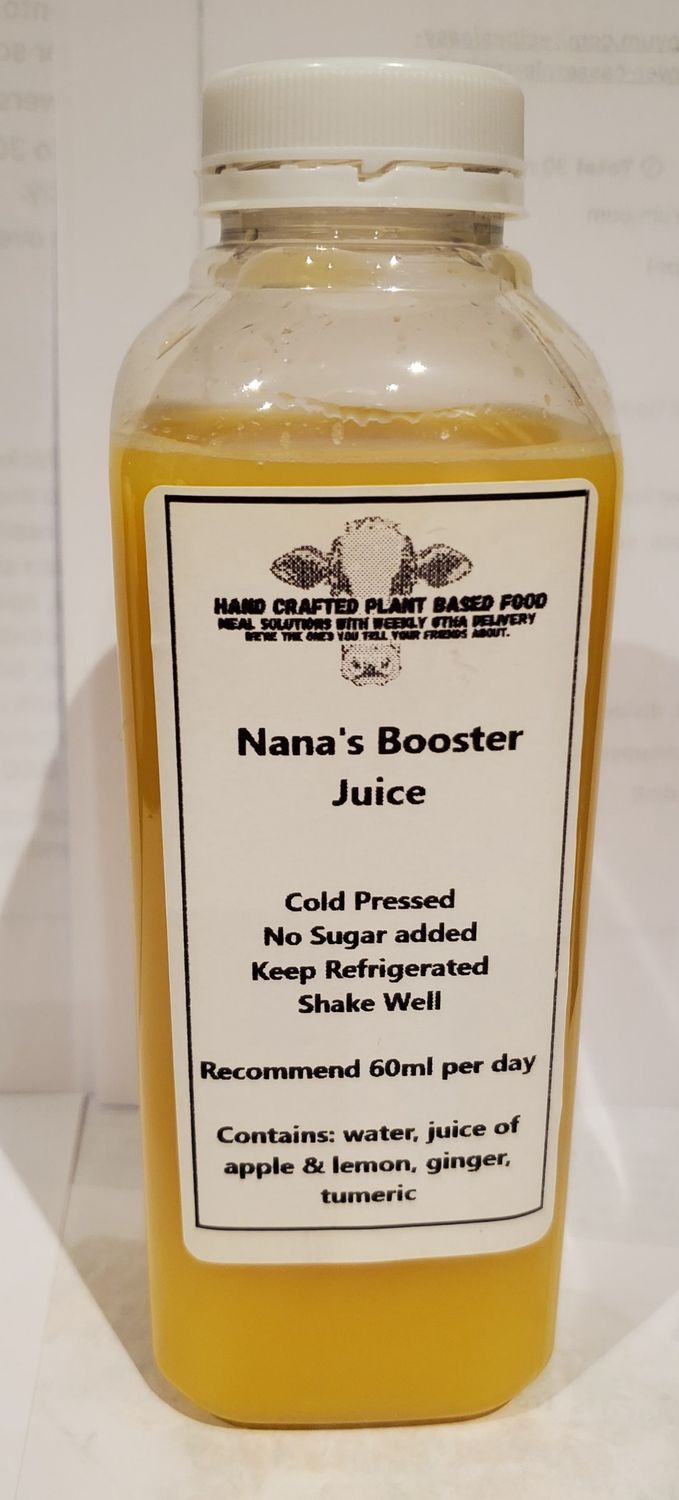 HAND CRAFTED PLANT BASED FOOD
MEAL SOLUTIONS WITH WEEKLY GTHA DELIVERY
WE'RE THE ONES YOU TELL YOUR FRIENDS ABOUT.
Nana's Booster
Juice
Cold Pressed
No Sugar added
Keep Refrigerated
Shake Well
Recommend 60ml per day
Contains: water, juice of
apple & lemon, ginger,
tumeric